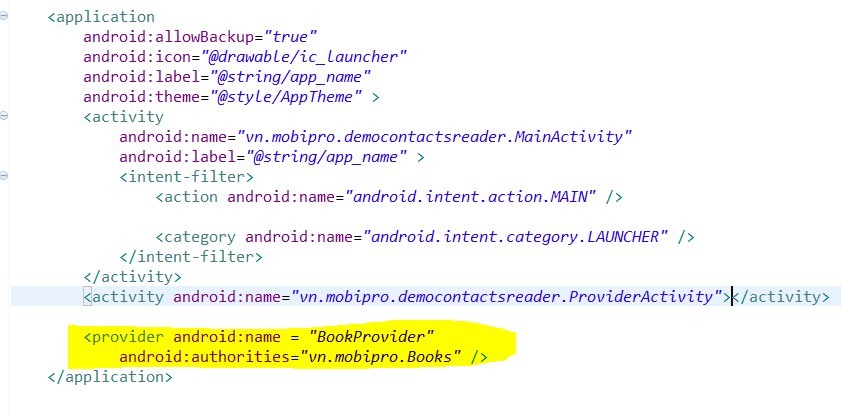 <application
android:allowBackup="true"
android:icon="@drawable/ic_launcher"
android:label="@string/app_name"
android:theme="@style/AppTheme" >
<activity
android:name="vn.mobipro.democontactsreader.MainActivity"
android:label="@string/app_name" >
<intent-filter>
<action android:name="android.intent.action.MAIN" />
<category android:name="android.intent.category.LAUNCHER" />
</intent-filter>
</activity>
<activity android:name="vn.mobipro.democontactsreader.ProviderActivity"></activity>
<provider android:name = "BookProvider"
android:authorities="vn.mobipro.Books" />
</application>